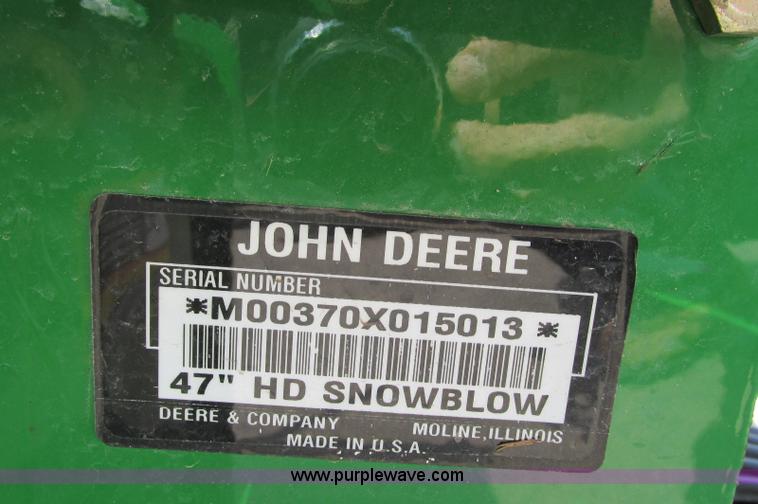 JOHN DEERE
SERIAL NUMBER
*M00370X015013*
47" HD SNOWBLOW
DEERE & COMPANY MOLINE, ILLINOIS
MADE IN U.S.A.
www.purplewave.com